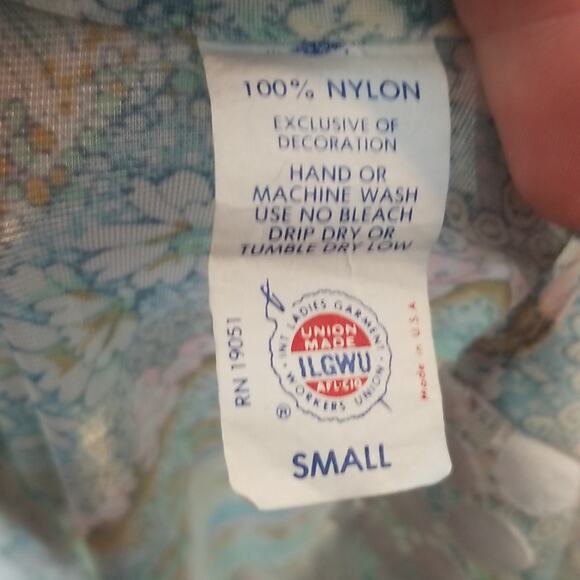 100% NYLON
EXCLUSIVE OF
DECORATION
HAND OR
MACHINE WASH
USE NO BLEACH
DRIP DRY OR
TUMBLE DRY LOW
RN 19051
INT LADIES GARMENT
WORKERS UNION
UNION
MADE
ILGWU
AFL-CIO
®
Made in U.S.A
SMALL